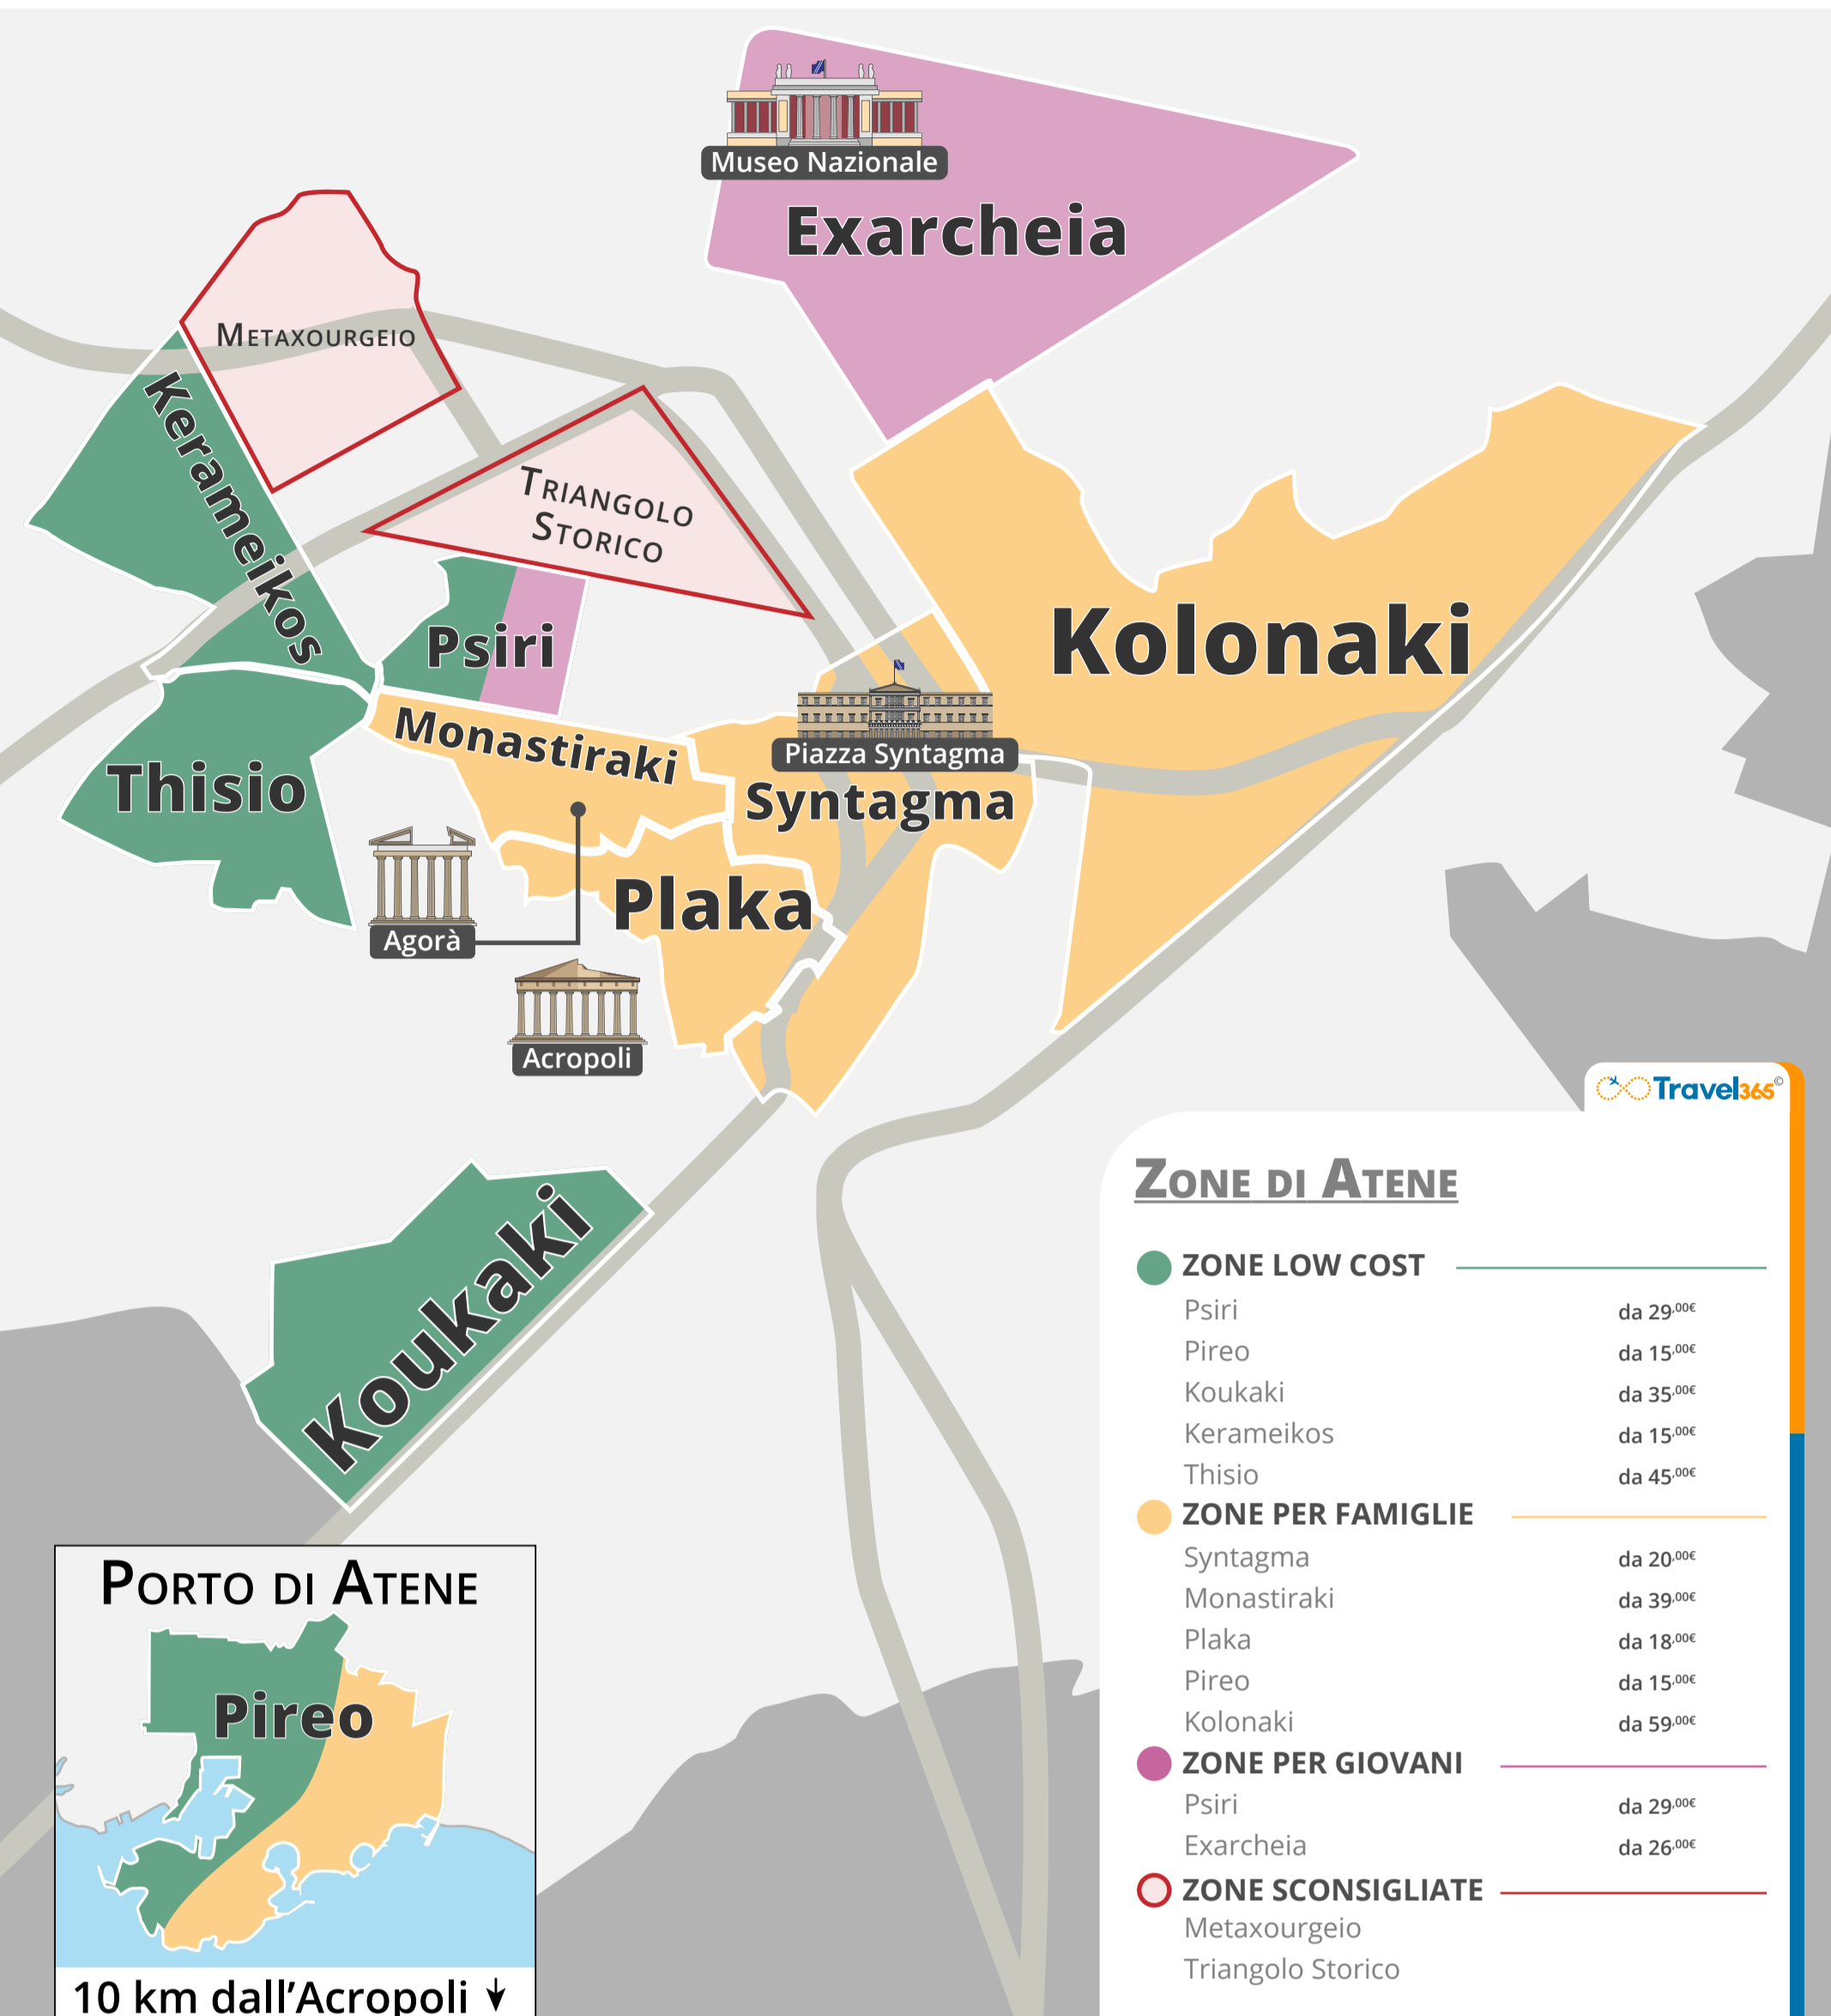 Museo Nazionale
Exarcheia
Metaxourgeio
Kerameikos
Triangolo
Storico
Psiri
Kolonaki
Monastiraki
Piazza Syntagma
Syntagma
Thisio
Plaka
Agorà
Acropoli
Koukaki
Travel365©
Zone di Atene
ZONE LOW COST
Psiri da 29,00€
Pireo da 15,00€
Koukaki da 35,00€
Kerameikos da 15,00€
Thisio da 45,00€
ZONE PER FAMIGLIE
Syntagma da 20,00€
Monastiraki da 39,00€
Plaka da 18,00€
Pireo da 15,00€
Kolonaki da 59,00€
ZONE PER GIOVANI
Psiri da 29,00€
Exarcheia da 26,00€
ZONE SCONSIGLIATE
Metaxourgeio
Triangolo Storico
Porto di Atene
Pireo
10 km dall'Acropoli